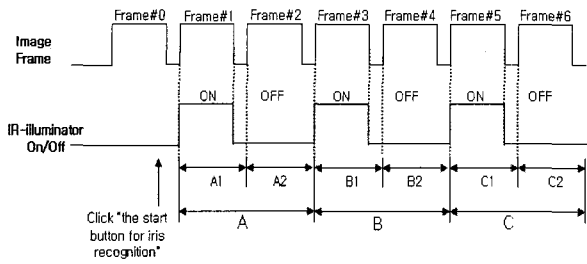 Frame#0 Frame#1 Frame#2 Frame#3 Frame#4 Frame#5 Frame#6
Image
Frame
ON OFF ON OFF ON OFF
IR-illuminator
On/Off
A1 A2 B1 B2 C1 C2
A B C
Click "the start
button for iris
recognition"